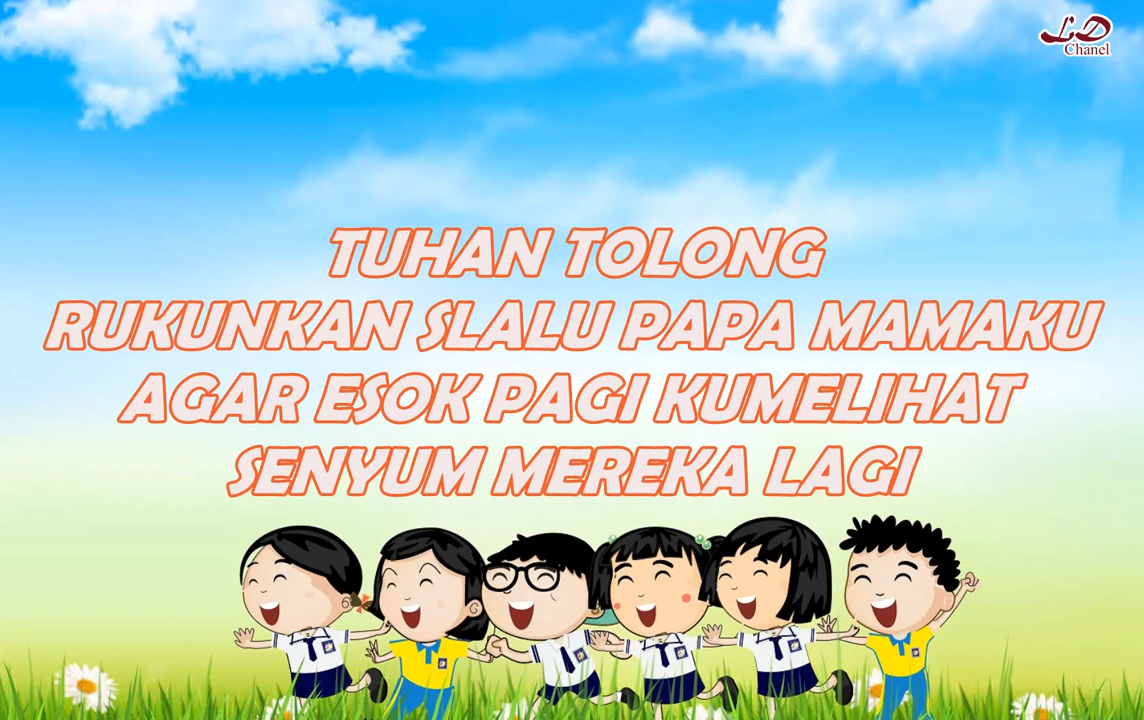 LD
Chanel
TUHAN TOLONG
RUKUNKAN SLALU PAPA MAMAKU
AGAR ESOK PAGI KUMELIHAT
SENYUM MEREKA LAGI